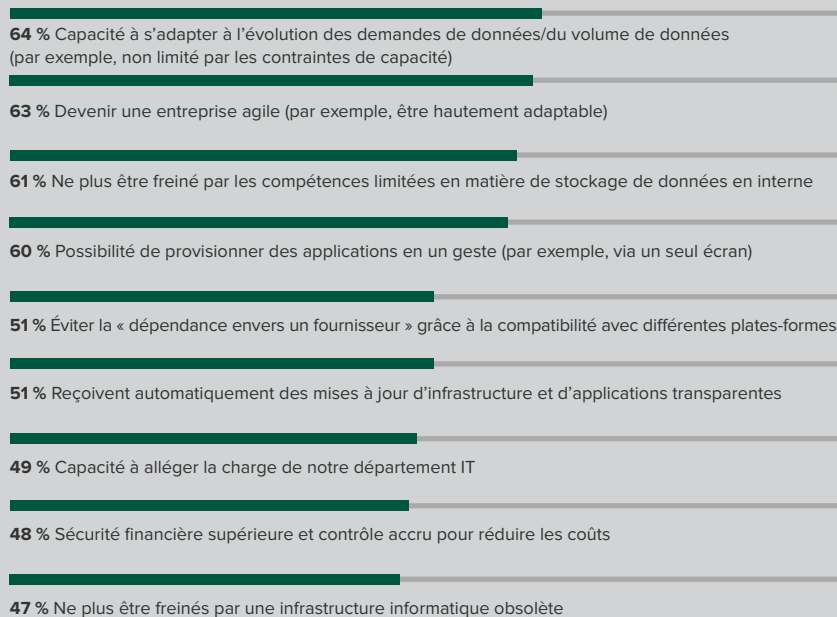 64 % Capacité à s’adapter à l’évolution des demandes de données/du volume de données
(par exemple, non limité par les contraintes de capacité)
63 % Devenir une entreprise agile (par exemple, être hautement adaptable)
61 % Ne plus être freiné par les compétences limitées en matière de stockage de données en interne
60 % Possibilité de provisionner des applications en un geste (par exemple, via un seul écran)
51 % Éviter la « dépendance envers un fournisseur » grâce à la compatibilité avec différentes plates-formes
51 % Reçoivent automatiquement des mises à jour d’infrastructure et d’applications transparentes
49 % Capacité à alléger la charge de notre département IT
48 % Sécurité financière supérieure et contrôle accru pour réduire les coûts
47 % Ne plus être freinés par une infrastructure informatique obsolète